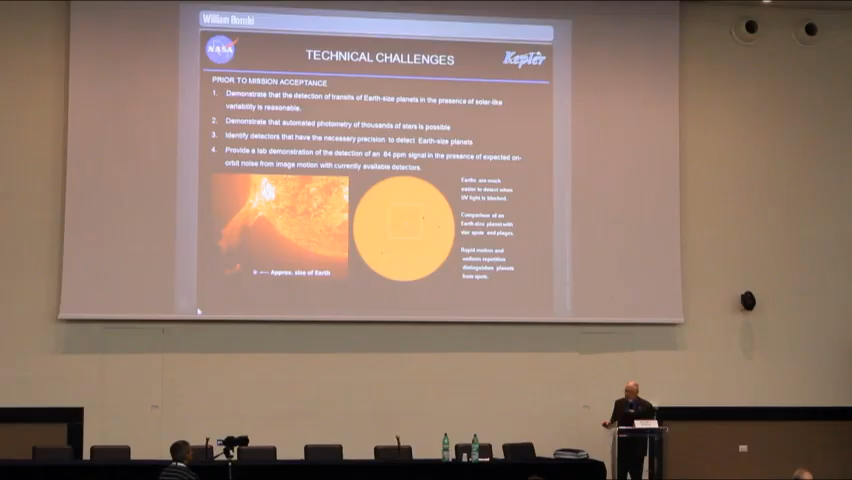 William Borucki
NASA
TECHNICAL CHALLENGES
Kepler
PRIOR TO MISSION ACCEPTANCE
1. Demonstrate that the detection of transits of Earth-size planets in the presence of solar-like
variability is reasonable.
2. Demonstrate that automated photometry of thousands of stars is possible
3. Identify detectors that have the necessary precision to detect Earth-size planets
4. Provide a lab demonstration of the detection of an 84 ppm signal in the presence of expected on-
orbit noise from image motion with currently available detectors.
Earths are much
easier to detect when
UV light is blocked.
Comparison of an
Earth-size planet with
star spots and plages.
Rapid motion and
uniform repetition
distinguishes planets
from spots.
Approx. size of Earth